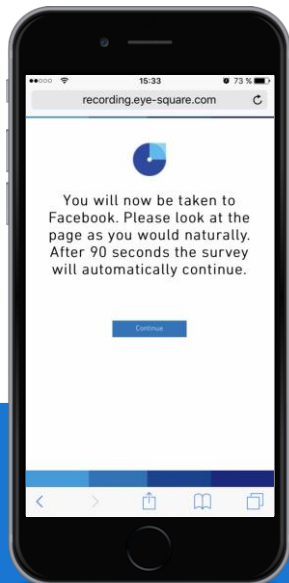 15:33
73 %
recording.eye-square.com
You will now be taken to
Facebook. Please look at the
page as you would naturally.
After 90 seconds the survey
will automatically continue.
Continue